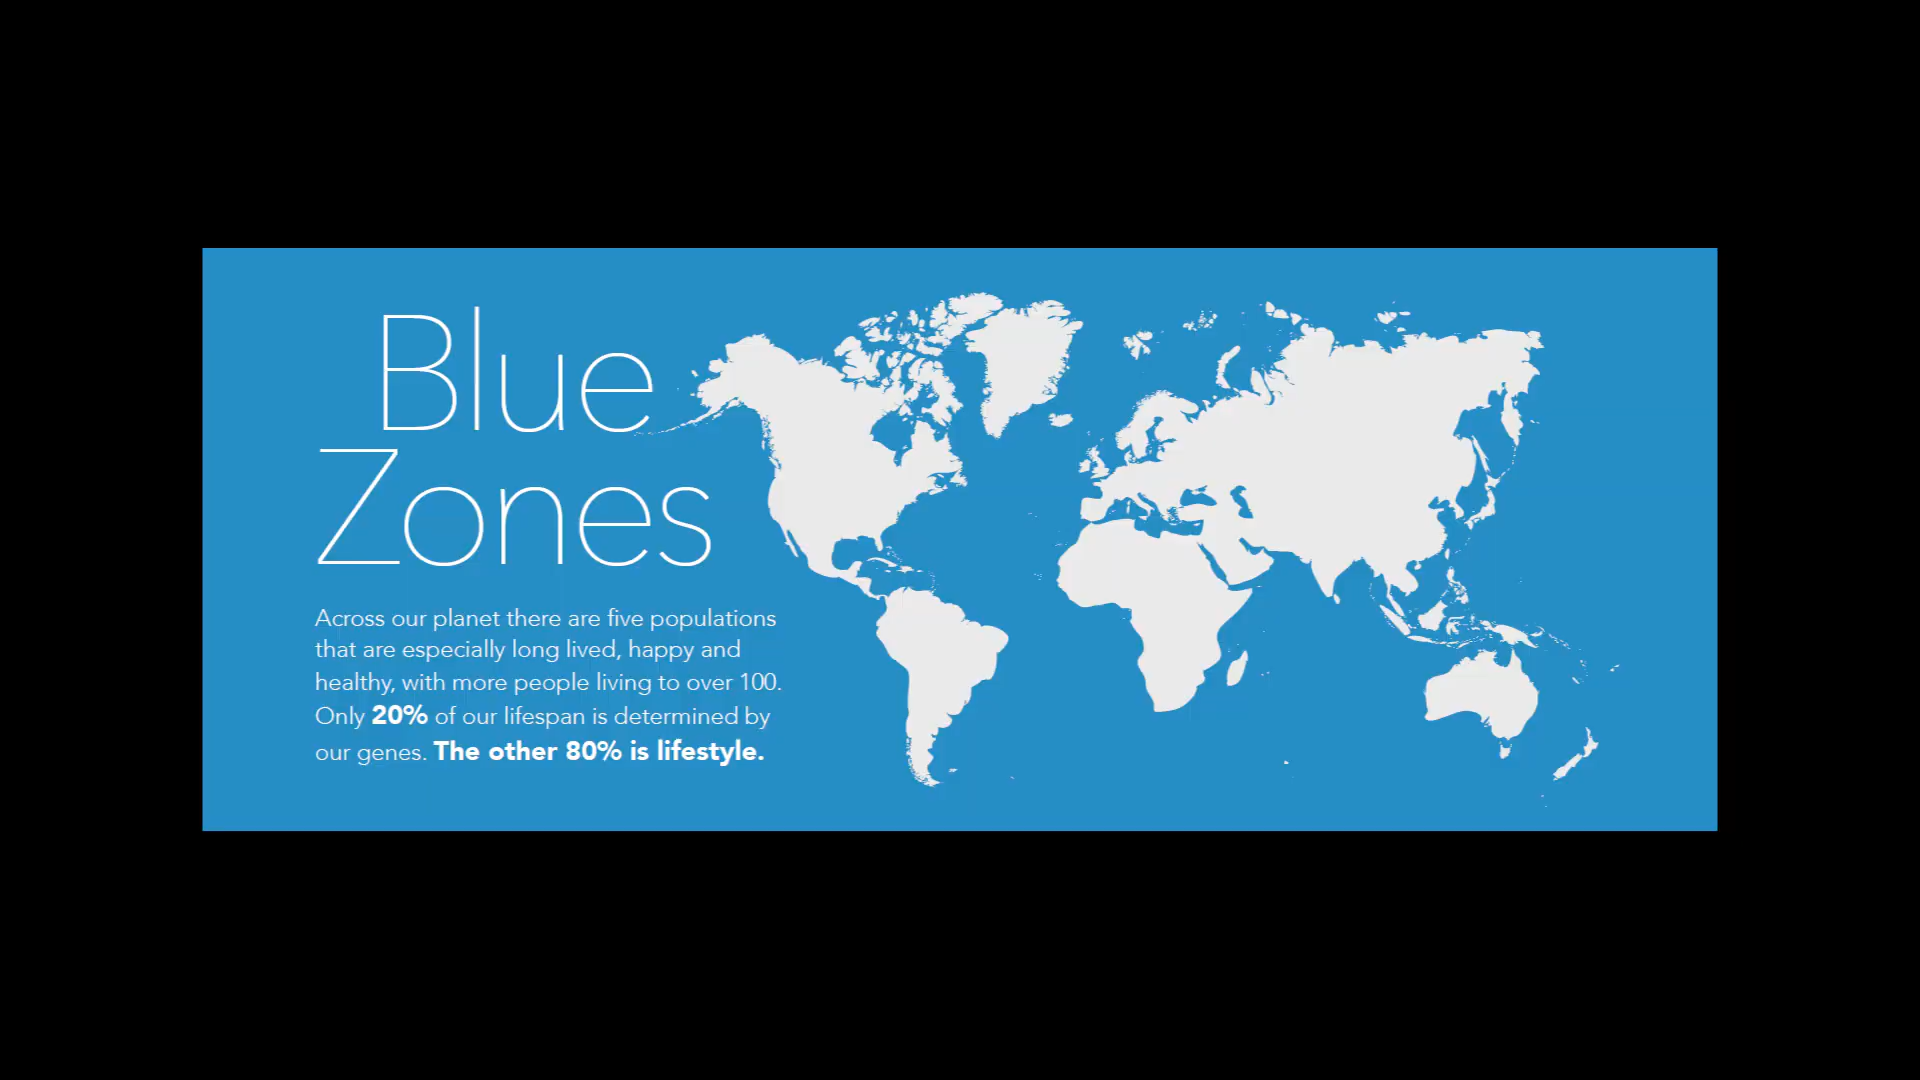 Blue
Zones
Across our planet there are five populations
that are especially long lived, happy and
healthy, with more people living to over 100.
Only 20% of our lifespan is determined by
our genes. The other 80% is lifestyle.